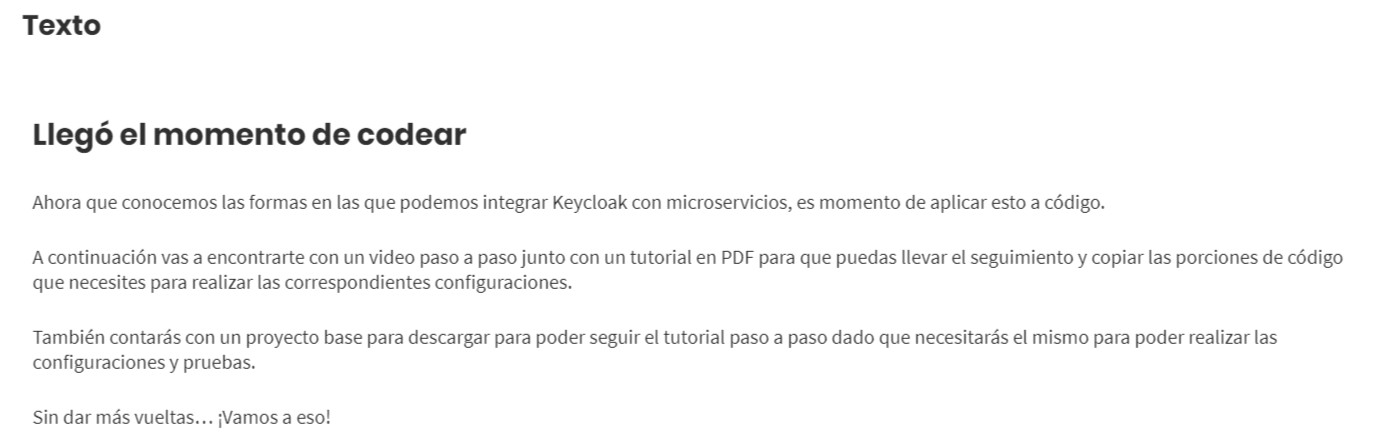 Texto
Llegó el momento de codear
Ahora que conocemos las formas en las que podemos integrar Keycloak con microservicios, es momento de aplicar esto a código.
A continuación vas a encontrarte con un video paso a paso junto con un tutorial en PDF para que puedas llevar el seguimiento y copiar las porciones de código
que necesites para realizar las correspondientes configuraciones.
También contarás con un proyecto base para descargar para poder seguir el tutorial paso a paso dado que necesitarás el mismo para poder realizar las
configuraciones y pruebas.
Sin dar más vueltas… ¡Vamos a eso!